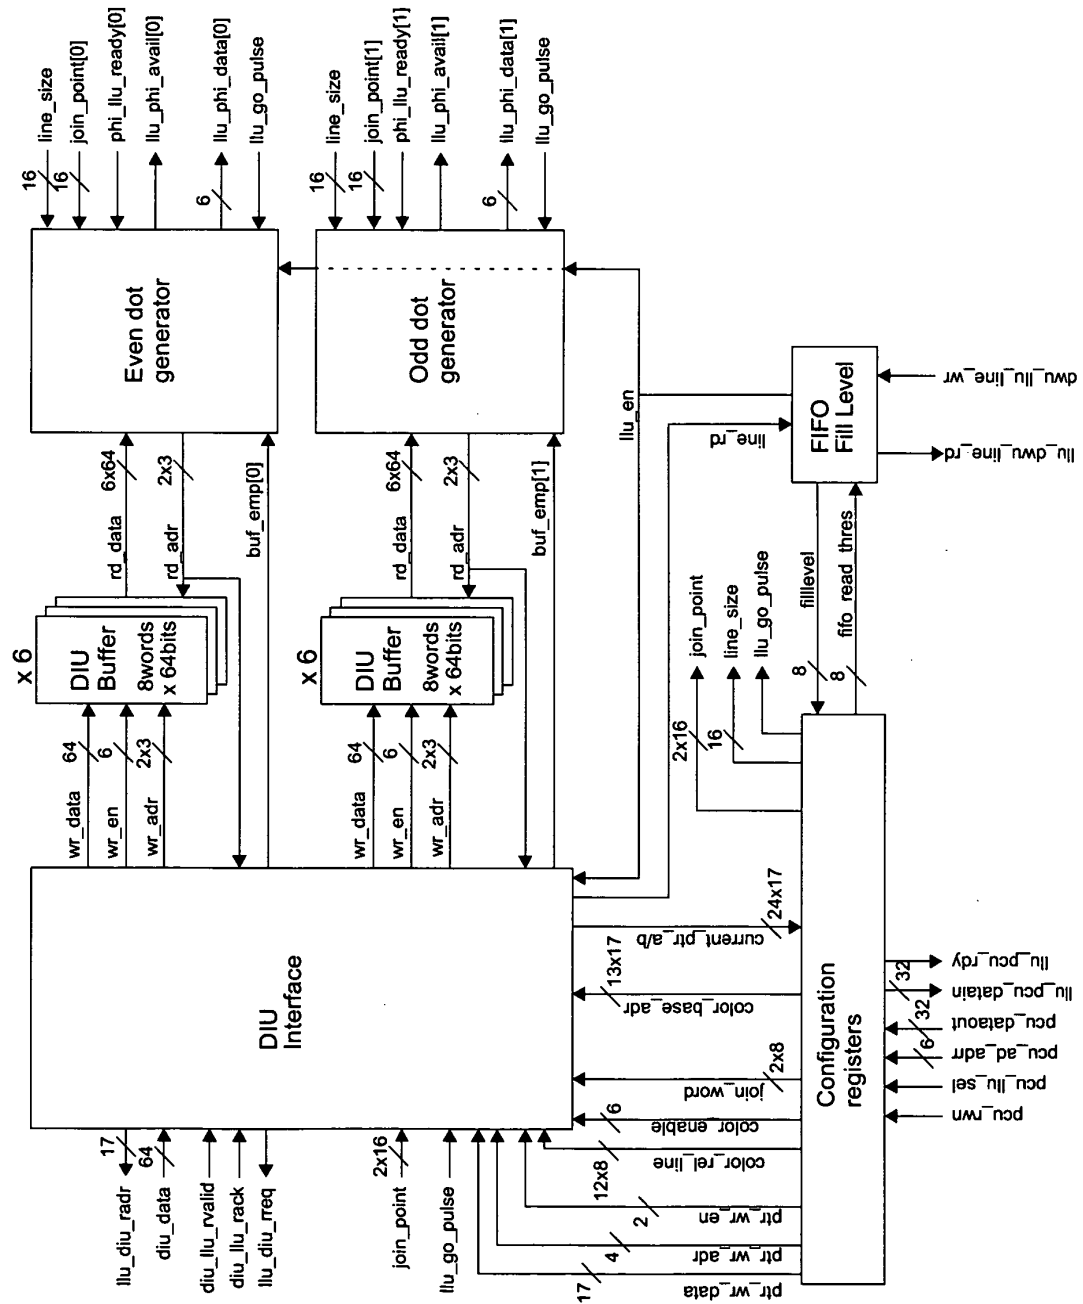 line_size
16
join_point[0]
16
phi_llu_ready[0]
llu_phi_avail[0]
llu_phi_data[0]
6
llu_go_pulse
Even dot
generator
line_size
16
join_point[1]
16
phi_llu_ready[1]
llu_phi_avail[1]
llu_phi_data[1]
6
llu_go_pulse
Odd dot
generator
rd_data
6x64
rd_adr
2x3
buf_emp[0]
rd_data
6x64
rd_adr
2x3
buf_emp[1]
llu_en
line_rd
x 6
DIU
Buffer
8words
x 64bits
x 6
DIU
Buffer
8words
x 64bits
wr_data
64
wr_en
6
wr_adr
2x3
wr_data
64
wr_en
6
wr_adr
2x3
FIFO
Fill Level
dwu_llu_line_wr
llu_dwu_line_rd
filllevel
8
fifo_read_thres
8
join_point
2x16
line_size
16
llu_go_pulse
DIU
Interface
current_ptr_a/b
24x17
color_base_adr
13x17
join_word
2x8
color_enable
6
color_rel_line
12x8
ptr_wr_en
2
ptr_wr_adr
4
ptr_wr_data
17
llu_diu_radr
17
diu_data
64
diu_llu_rvalid
diu_llu_rack
llu_diu_rreq
join_point
2x16
llu_go_pulse
Configuration
registers
llu_pcu_rdy
llu_pcu_datain
32
pcu_dataout
32
pcu_ad_adr
6
pcu_llu_sel
pcu_rwn